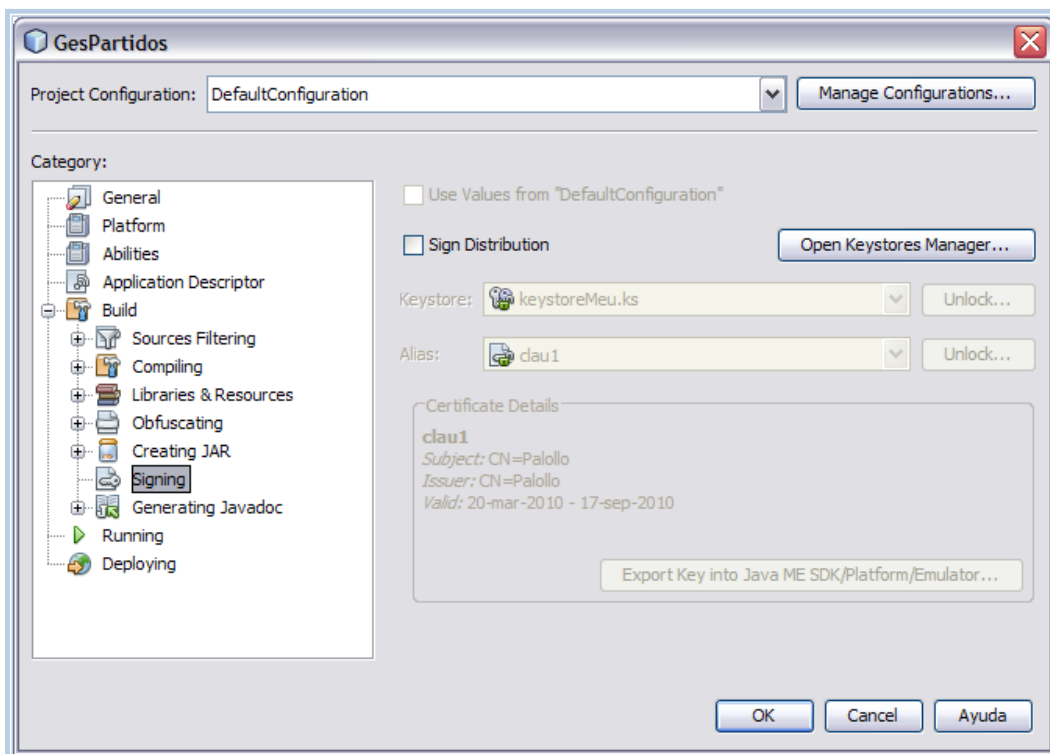 GesPartidos
Project Configuration: DefaultConfiguration Manage Configurations...
Category:
General
Platform
Abilities
Application Descriptor
Build
Sources Filtering
Compiling
Libraries & Resources
Obfuscating
Creating JAR
Signing
Generating Javadoc
Running
Deploying
Use Values from "DefaultConfiguration"
Sign Distribution Open Keystores Manager...
Keystore: keystoreMeu.ks Unlock...
Alias: clau1 Unlock...
Certificate Details
clau1
Subject: CN=Palollo
Issuer: CN=Palollo
Valid: 20-mar-2010 - 17-sep-2010
Export Key into Java ME SDK/Platform/Emulator...
OK Cancel Ayuda